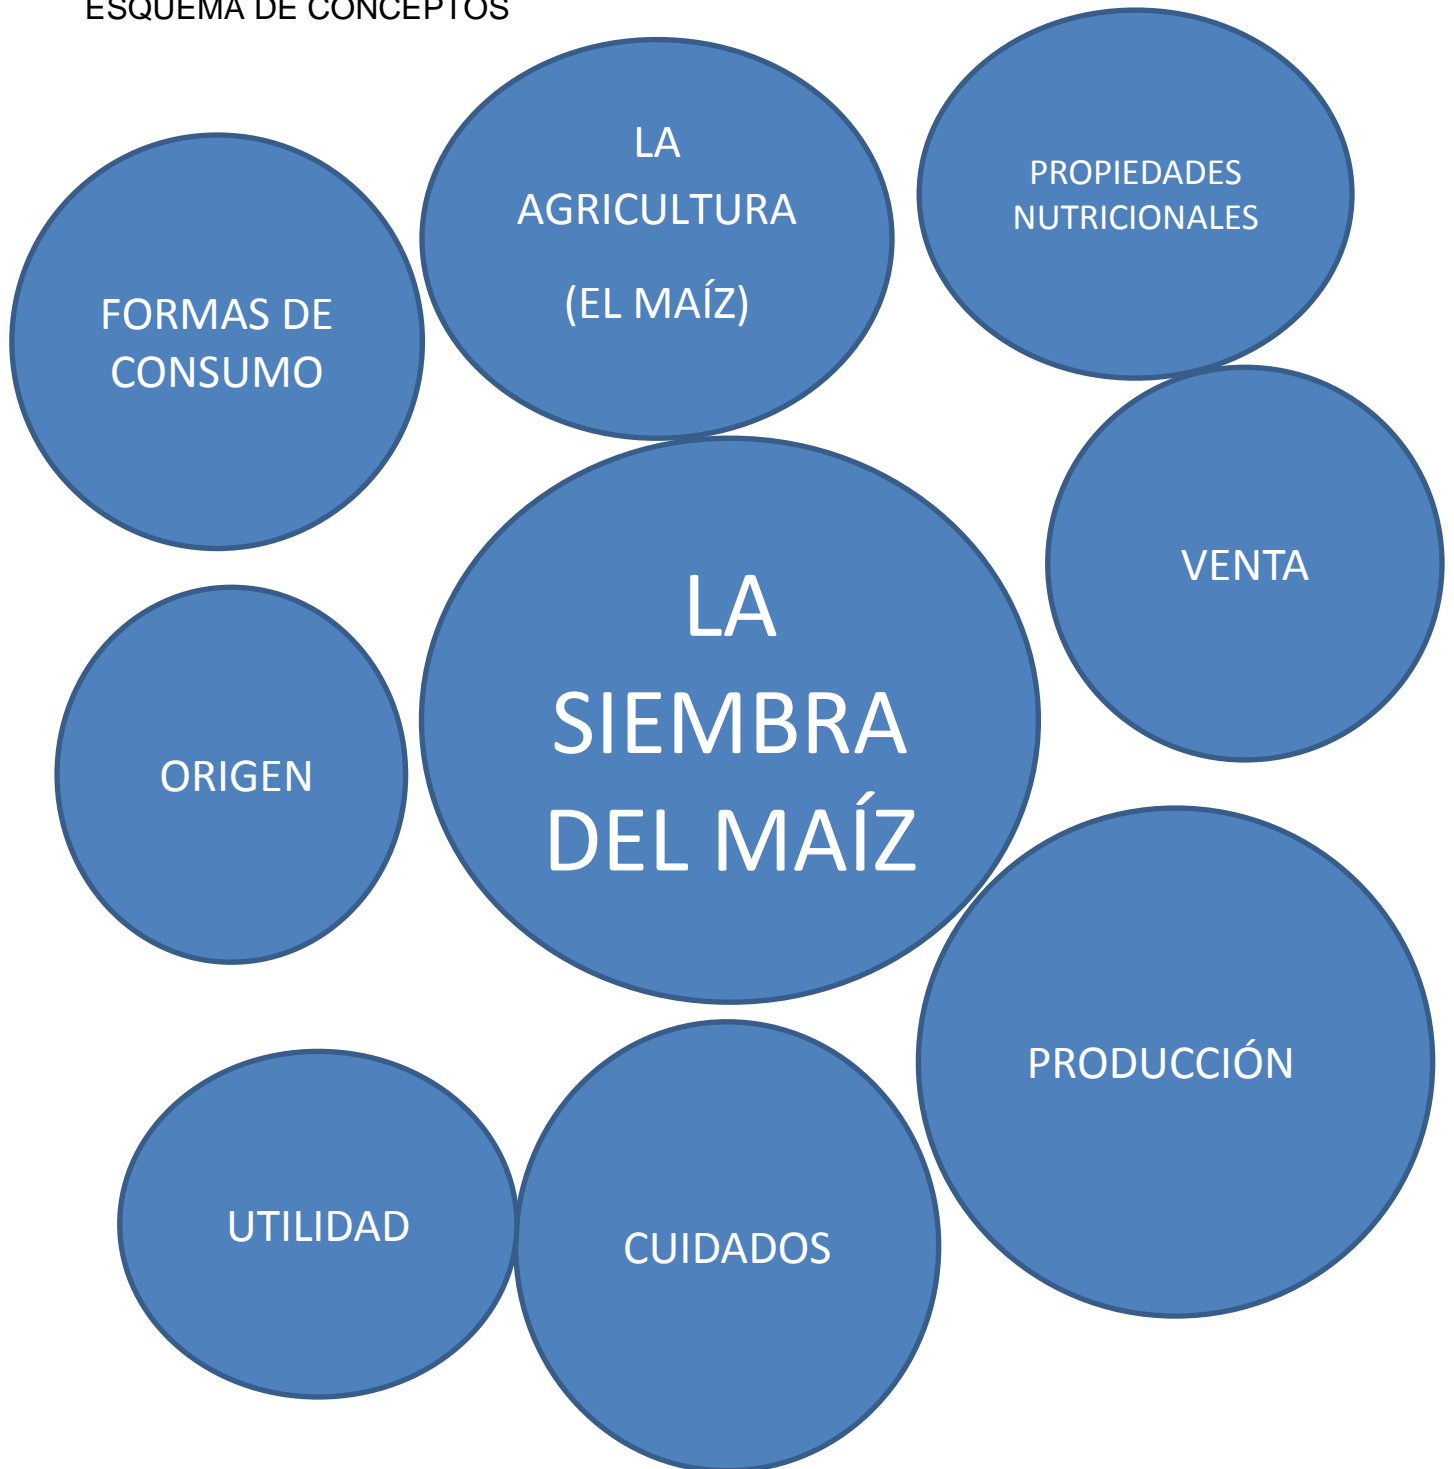 ESQUEMA DE CONCEPTOS
LA
AGRICULTURA
(EL MAÍZ)
PROPIEDADES
NUTRICIONALES
FORMAS DE
CONSUMO
VENTA
LA
SIEMBRA
DEL MAÍZ
ORIGEN
PRODUCCIÓN
UTILIDAD
CUIDADOS